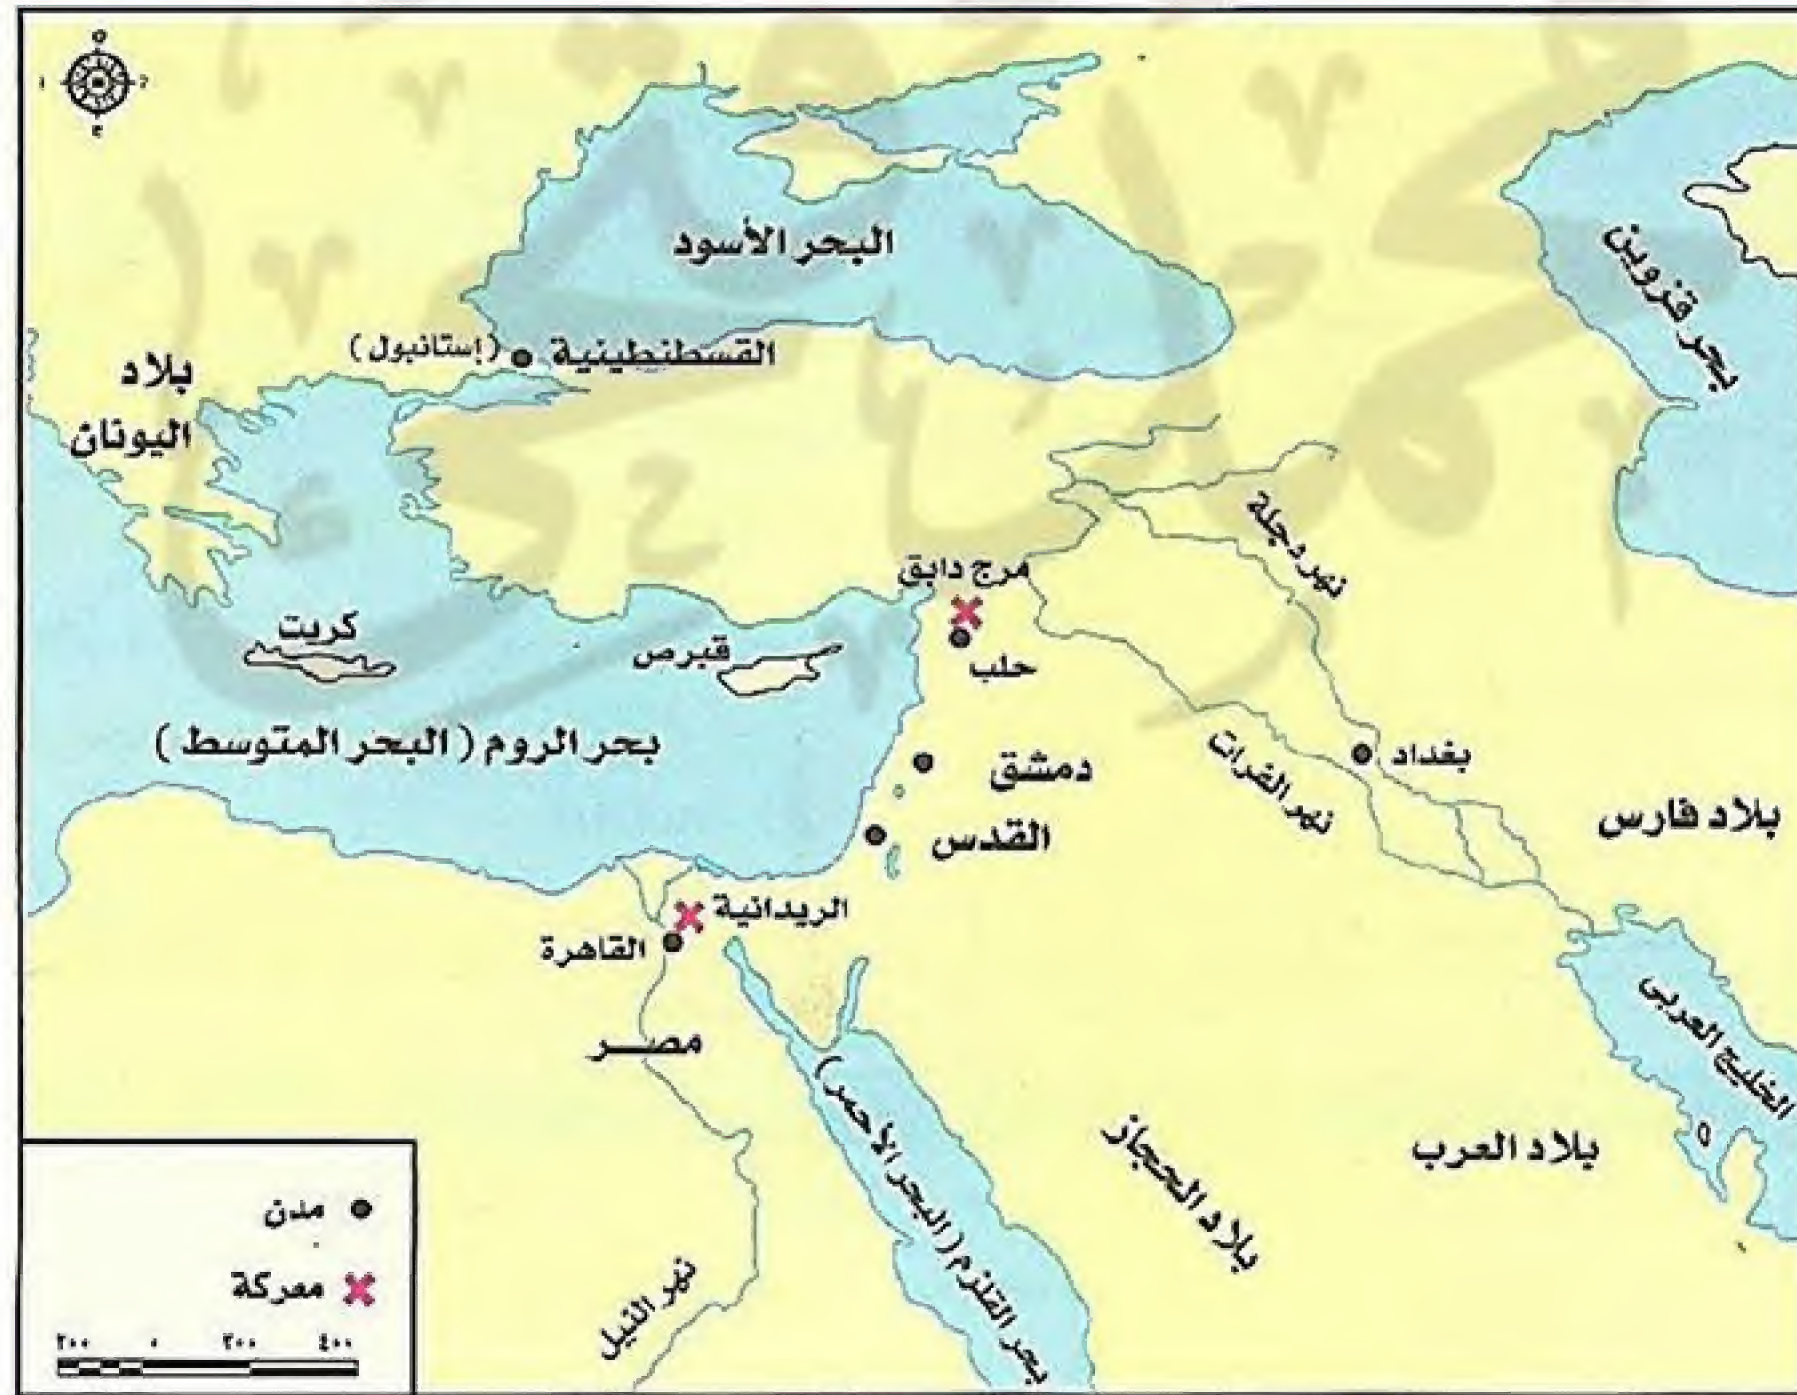 البحر الأسود
بحر قزوين
(إستانبول)
القسطنطينية
بلاد
اليونان
نهر دجلة
مرج دابق
حلب
كريت
قبرص
بحر الروم (البحر المتوسط)
دمشق
بغداد
نهر الفرات
بلاد فارس
القدس
الريدانية
القاهرة
مصر
الخليج العربى
بحر القلزم (البحر الأحمر)
بلاد الحجاز
بلاد العرب
نهر النيل
مدن
معركة
٢٠٠ ٠ ٢٠٠ ٤٠٠